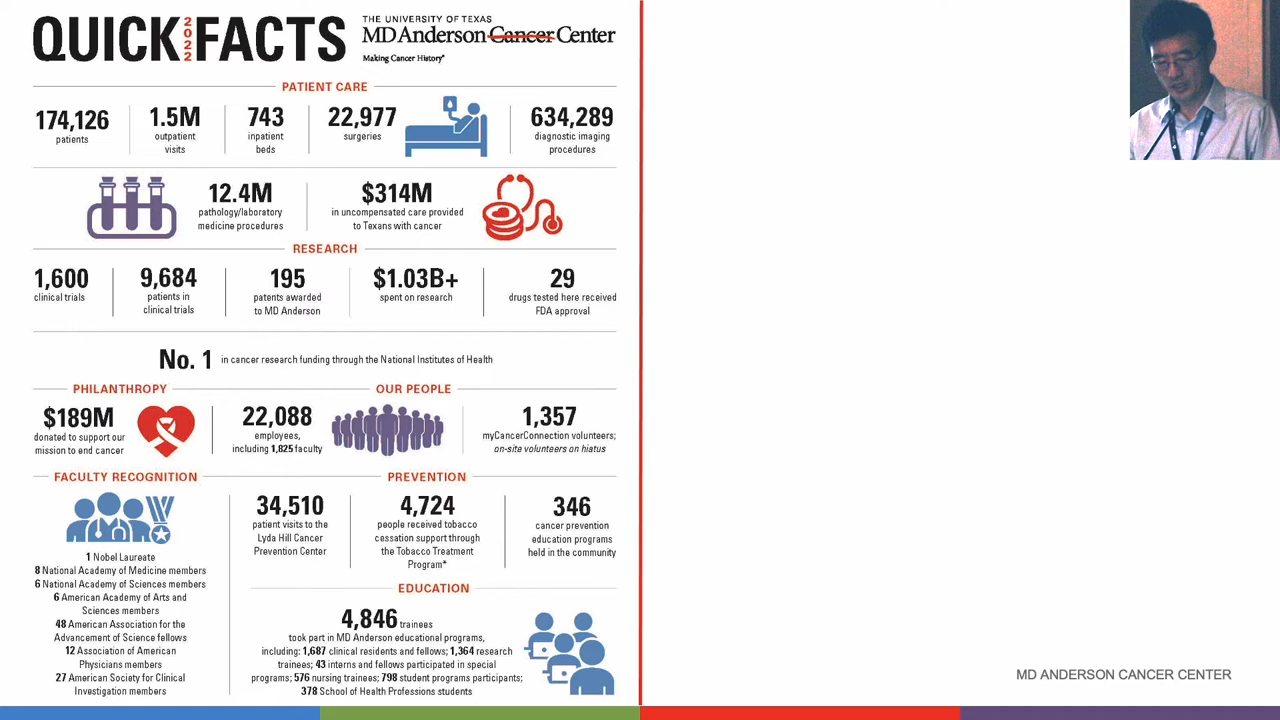 QUICK 2022 FACTS
THE UNIVERSITY OF TEXAS
MD Anderson Cancer Center
Making Cancer History®
PATIENT CARE
174,126
patients
1.5M
outpatient
visits
743
inpatient
beds
22,977
surgeries
634,289
diagnostic imaging
procedures
12.4M
pathology/laboratory
medicine procedures
$314M
in uncompensated care provided
to Texans with cancer
RESEARCH
1,600
clinical trials
9,684
patients in
clinical trials
195
patents awarded
to MD Anderson
$1.03B+
spent on research
29
drugs tested here received
FDA approval
No. 1 in cancer research funding through the National Institutes of Health
PHILANTHROPY
$189M
donated to support our
mission to end cancer
OUR PEOPLE
22,088
employees,
including 1,825 faculty
1,357
myCancerConnection volunteers;
on-site volunteers on hiatus
FACULTY RECOGNITION
1 Nobel Laureate
8 National Academy of Medicine members
6 National Academy of Sciences members
6 American Academy of Arts and
Sciences members
48 American Association for the
Advancement of Science fellows
12 Association of American
Physicians members
27 American Society for Clinical
Investigation members
PREVENTION
34,510
patient visits to the
Lyda Hill Cancer
Prevention Center
4,724
people received tobacco
cessation support through
the Tobacco Treatment
Program*
346
cancer prevention
education programs
held in the community
EDUCATION
4,846 trainees
took part in MD Anderson educational programs,
including: 1,687 clinical residents and fellows; 1,364 research
trainees; 43 interns and fellows participated in special
programs; 576 nursing trainees; 798 student programs participants;
378 School of Health Professions students
MD ANDERSON CANCER CENTER